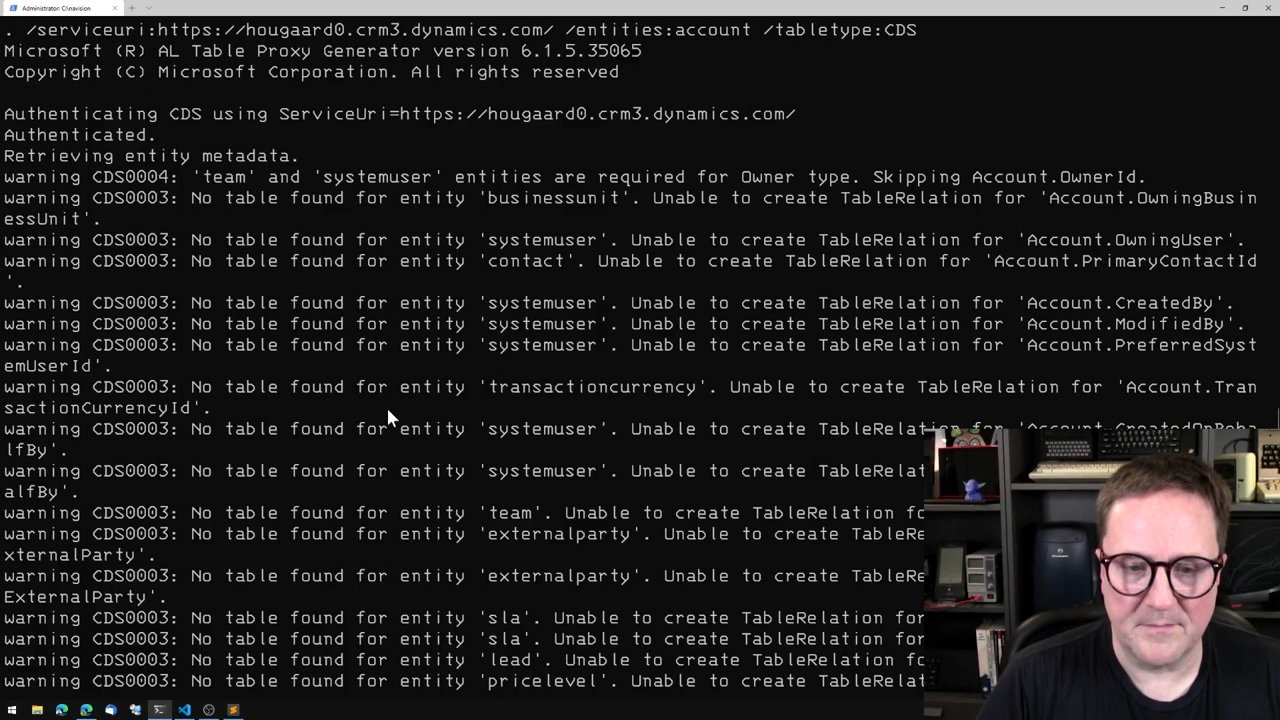 Administrator: C:\navision
. /serviceuri:https://hougaard0.crm3.dynamics.com/ /entities:account /tabletype:CDS
Microsoft (R) AL Table Proxy Generator version 6.1.5.35065
Copyright (C) Microsoft Corporation. All rights reserved
Authenticating CDS using ServiceUri=https://hougaard0.crm3.dynamics.com/
Authenticated.
Retrieving entity metadata.
warning CDS0004: 'team' and 'systemuser' entities are required for Owner type. Skipping Account.OwnerId.
warning CDS0003: No table found for entity 'businessunit'. Unable to create TableRelation for 'Account.OwningBusin
essUnit'.
warning CDS0003: No table found for entity 'systemuser'. Unable to create TableRelation for 'Account.OwningUser'.
warning CDS0003: No table found for entity 'contact'. Unable to create TableRelation for 'Account.PrimaryContactId
'.
warning CDS0003: No table found for entity 'systemuser'. Unable to create TableRelation for 'Account.CreatedBy'.
warning CDS0003: No table found for entity 'systemuser'. Unable to create TableRelation for 'Account.ModifiedBy'.
warning CDS0003: No table found for entity 'systemuser'. Unable to create TableRelation for 'Account.PreferredSyst
emUserId'.
warning CDS0003: No table found for entity 'transactioncurrency'. Unable to create TableRelation for 'Account.Tran
sactionCurrencyId'.
warning CDS0003: No table found for entity 'systemuser'. Unable to create TableRelation for 'Account.CreatedOnBeha
lfBy'.
warning CDS0003: No table found for entity 'systemuser'. Unable to create TableRelat
alfBy'.
warning CDS0003: No table found for entity 'team'. Unable to create TableRelation for
warning CDS0003: No table found for entity 'externalparty'. Unable to create TableRe
xternalParty'.
warning CDS0003: No table found for entity 'externalparty'. Unable to create TableRe
ExternalParty'.
warning CDS0003: No table found for entity 'sla'. Unable to create TableRelation for
warning CDS0003: No table found for entity 'sla'. Unable to create TableRelation for
warning CDS0003: No table found for entity 'lead'. Unable to create TableRelation fo
warning CDS0003: No table found for entity 'pricelevel'. Unable to create TableRelat